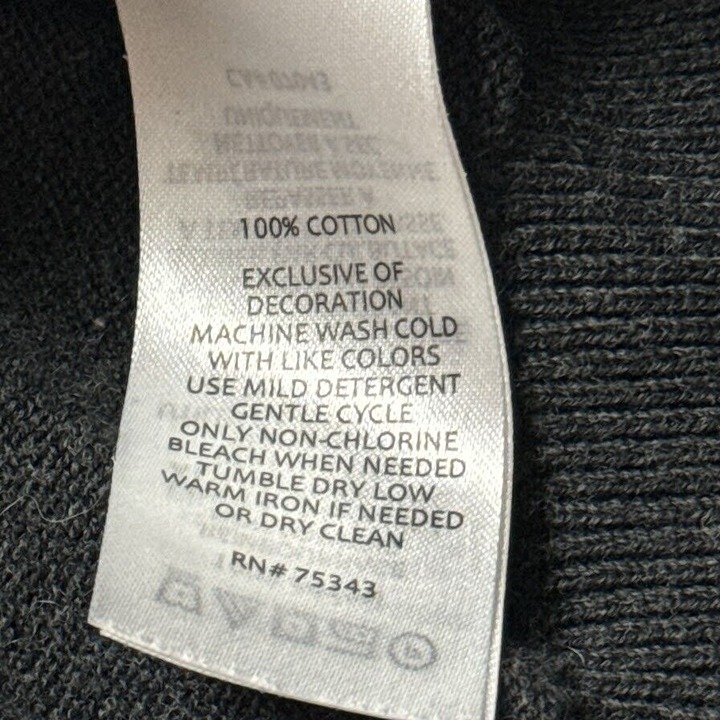 100% COTTON
EXCLUSIVE OF
DECORATION
MACHINE WASH COLD
WITH LIKE COLORS
USE MILD DETERGENT
GENTLE CYCLE
ONLY NON-CHLORINE
BLEACH WHEN NEEDED
TUMBLE DRY LOW
WARM IRON IF NEEDED
OR DRY CLEAN
RN# 75343